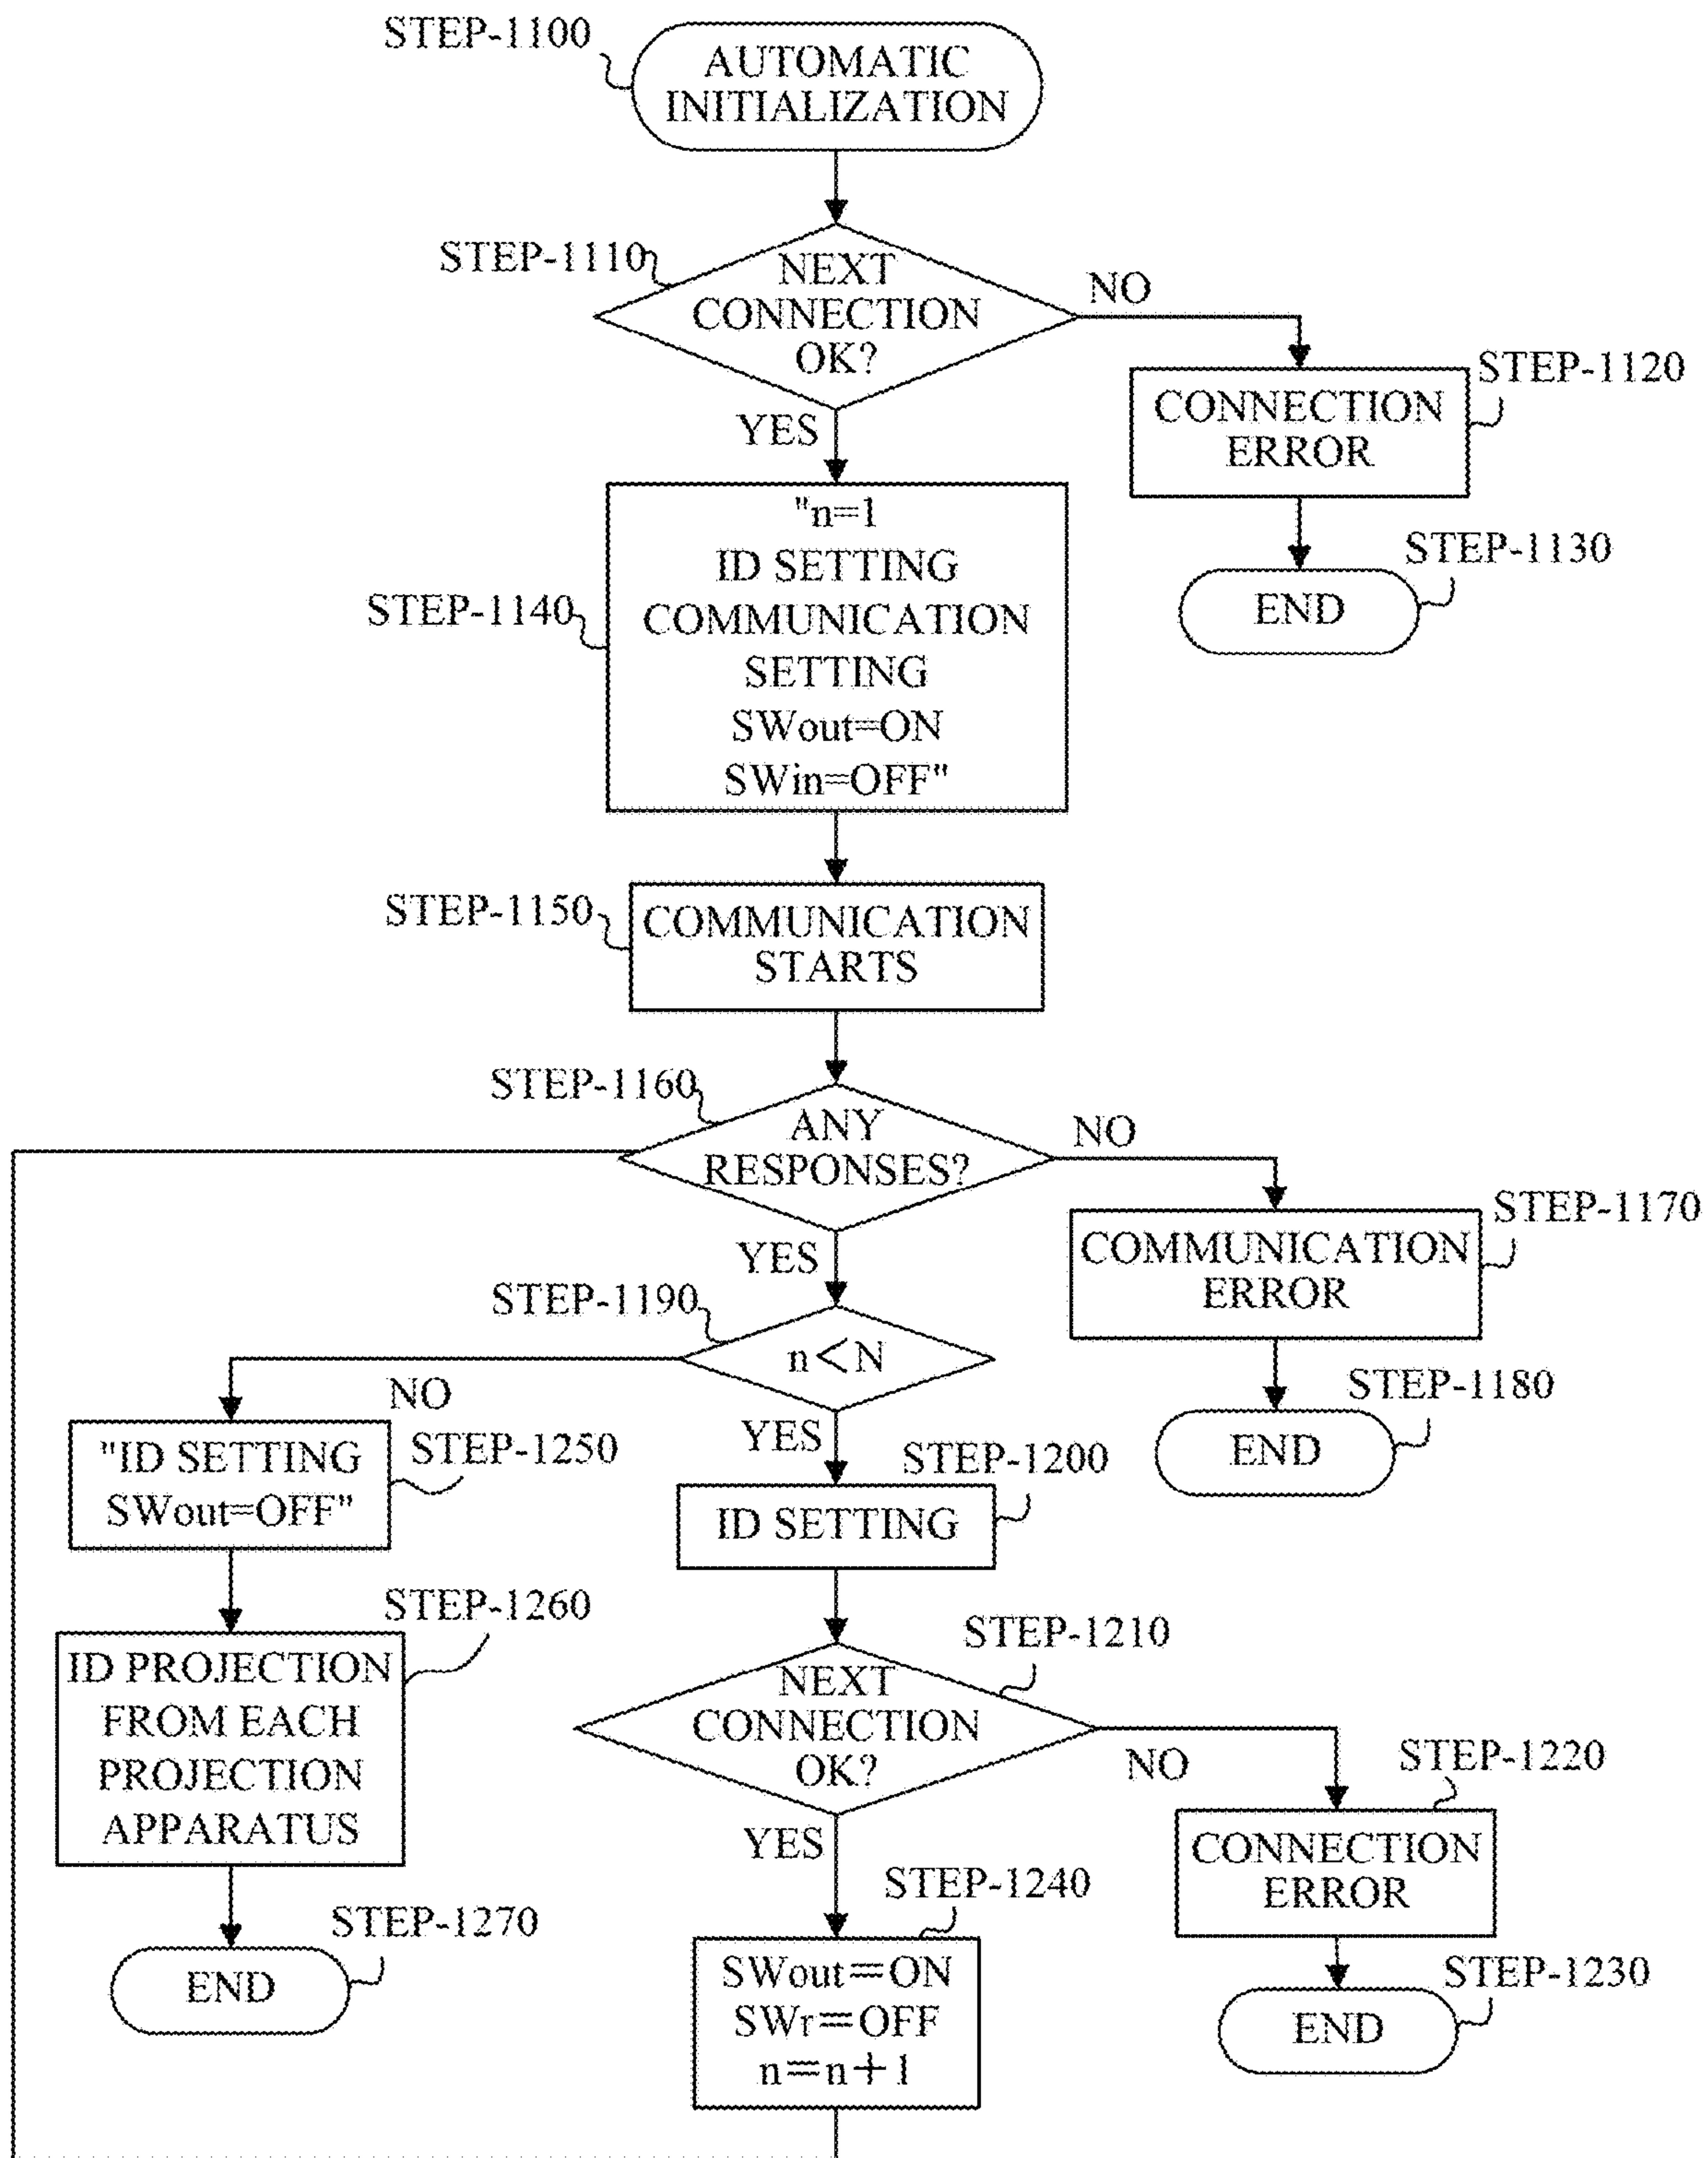 STEP-1100
AUTOMATIC
INITIALIZATION
STEP-1110
NEXT
CONNECTION
OK?
NO
YES
STEP-1120
CONNECTION
ERROR
STEP-1130
END
STEP-1140
"n=1
ID SETTING
COMMUNICATION
SETTING
SWout=ON
SWin=OFF"
STEP-1150
COMMUNICATION
STARTS
STEP-1160
ANY
RESPONSES?
NO
YES
STEP-1170
COMMUNICATION
ERROR
STEP-1180
END
STEP-1190
n<N
NO
YES
"ID SETTING
SWout=OFF"
STEP-1250
STEP-1200
ID SETTING
STEP-1260
ID PROJECTION
FROM EACH
PROJECTION
APPARATUS
STEP-1270
END
STEP-1210
NEXT
CONNECTION
OK?
NO
YES
STEP-1220
CONNECTION
ERROR
STEP-1230
END
STEP-1240
SWout=ON
SWr=OFF
n=n+1